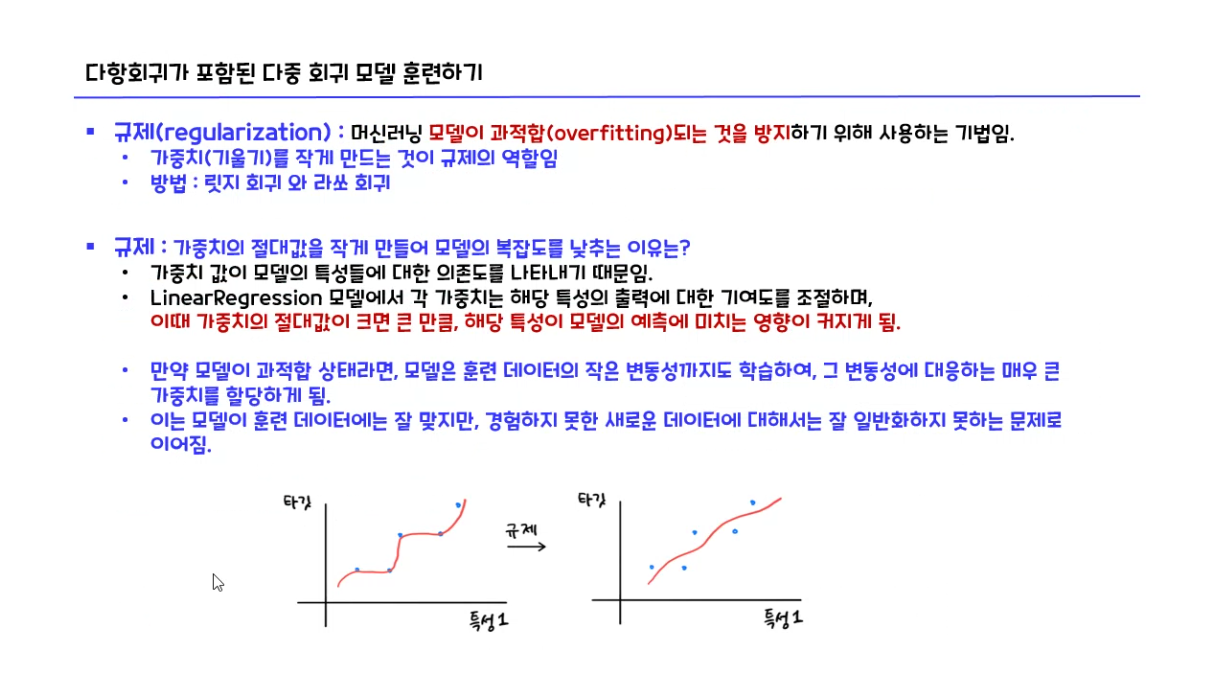 다항회귀가 포함된 다중 회귀 모델 훈련하기
▪ 규제(regularization) : 머신러닝 모델이 과적합(overfitting)되는 것을 방지하기 위해 사용하는 기법임.
• 가중치(기울기)를 작게 만드는 것이 규제의 역할임
• 방법 : 릿지 회귀 와 라쏘 회귀
▪ 규제 : 가중치의 절대값을 작게 만들어 모델의 복잡도를 낮추는 이유는?
• 가중치 값이 모델의 특성들에 대한 의존도를 나타내기 때문임.
• LinearRegression 모델에서 각 가중치는 해당 특성의 출력에 대한 기여도를 조절하며,
이때 가중치의 절대값이 크면 큰 만큼, 해당 특성이 모델의 예측에 미치는 영향이 커지게 됨.
• 만약 모델이 과적합 상태라면, 모델은 훈련 데이터의 작은 변동성까지도 학습하여, 그 변동성에 대응하는 매우 큰
가중치를 할당하게 됨.
• 이는 모델이 훈련 데이터에는 잘 맞지만, 경험하지 못한 새로운 데이터에 대해서는 잘 일반화하지 못하는 문제로
이어짐.
타깃
규제
타깃
특성1
특성1